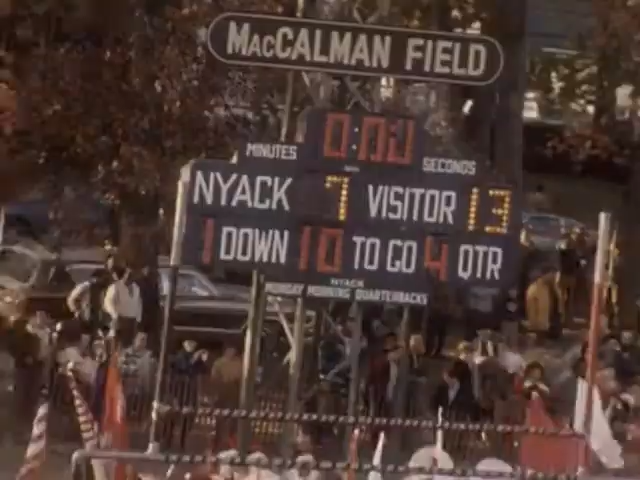 MACCALMAN FIELD
0:00
MINUTES SECONDS
NYACK 7 VISITOR 13
1 DOWN 10 TO GO 4 QTR
NYACK
MONDAY MORNING QUARTERBACKS